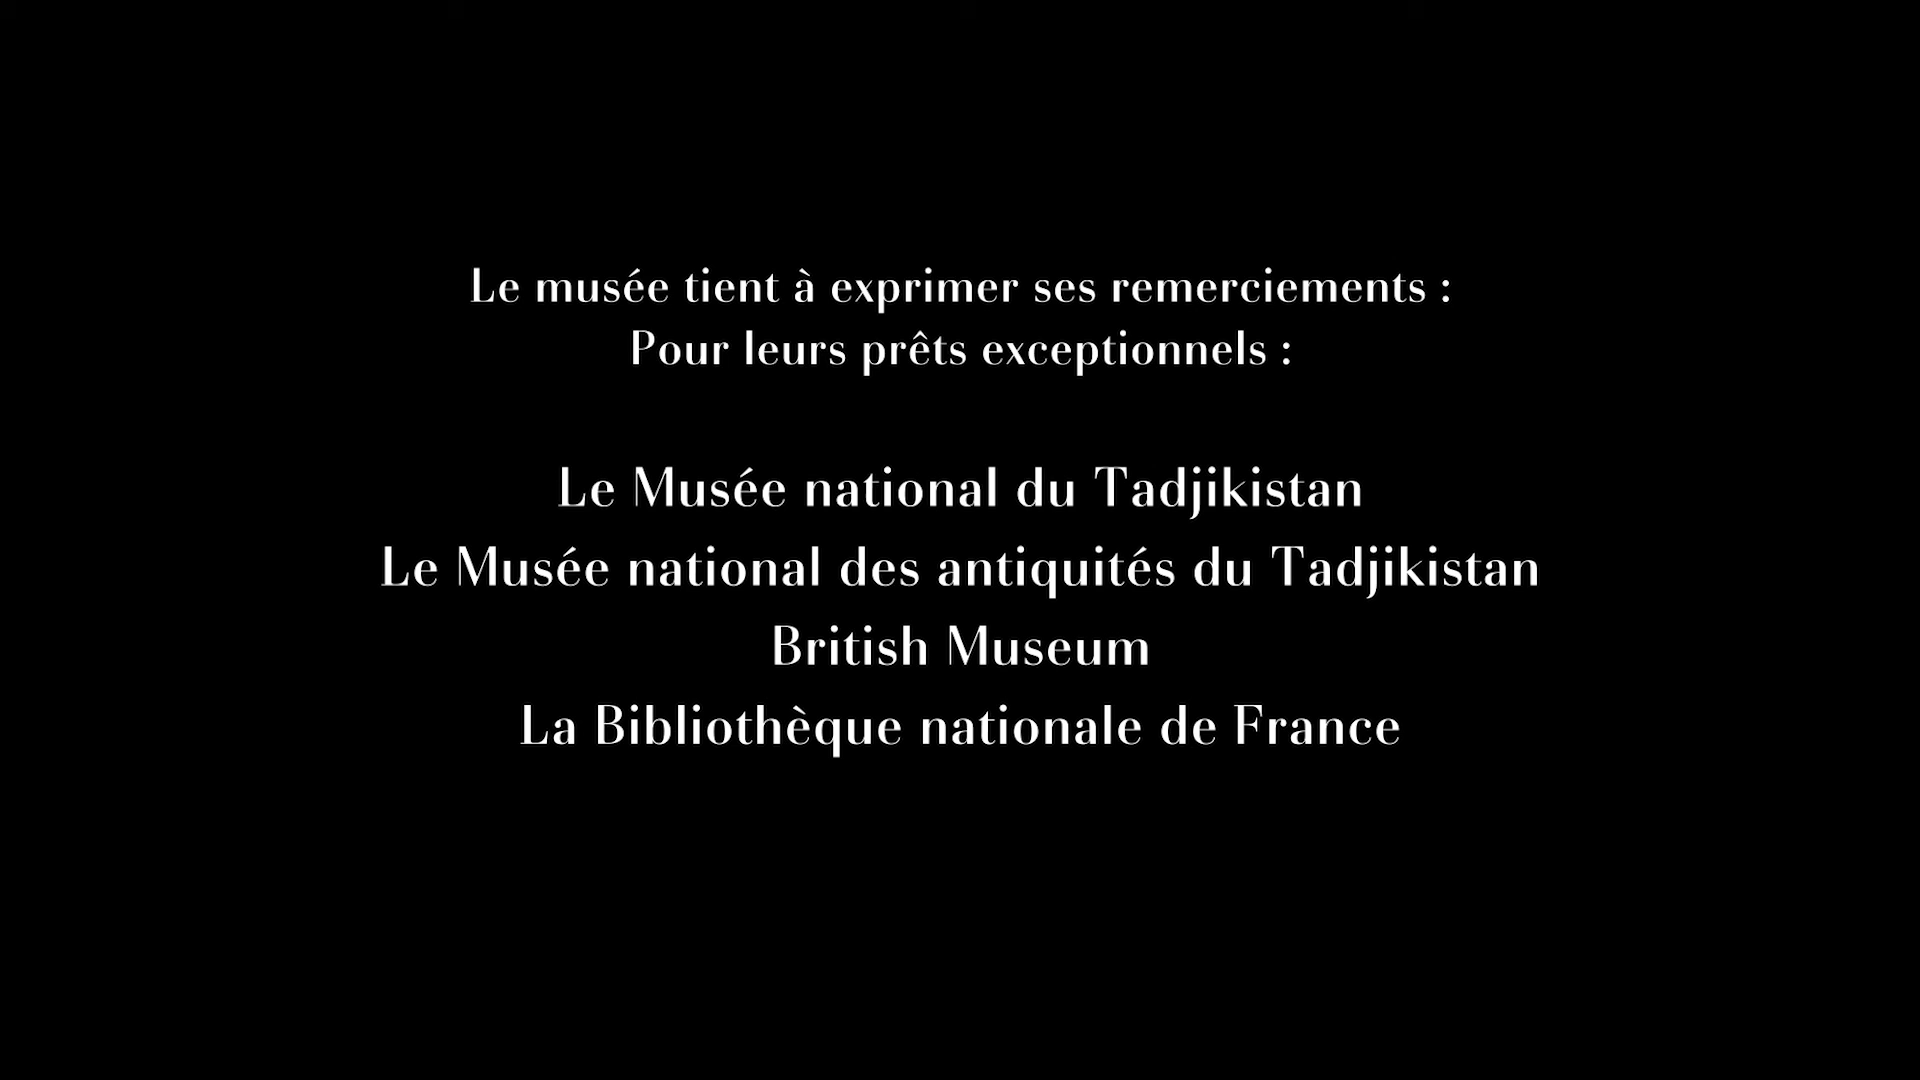 Le musée tient à exprimer ses remerciements :
Pour leurs prêts exceptionnels :
Le Musée national du Tadjikistan
Le Musée national des antiquités du Tadjikistan
British Museum
La Bibliothèque nationale de France